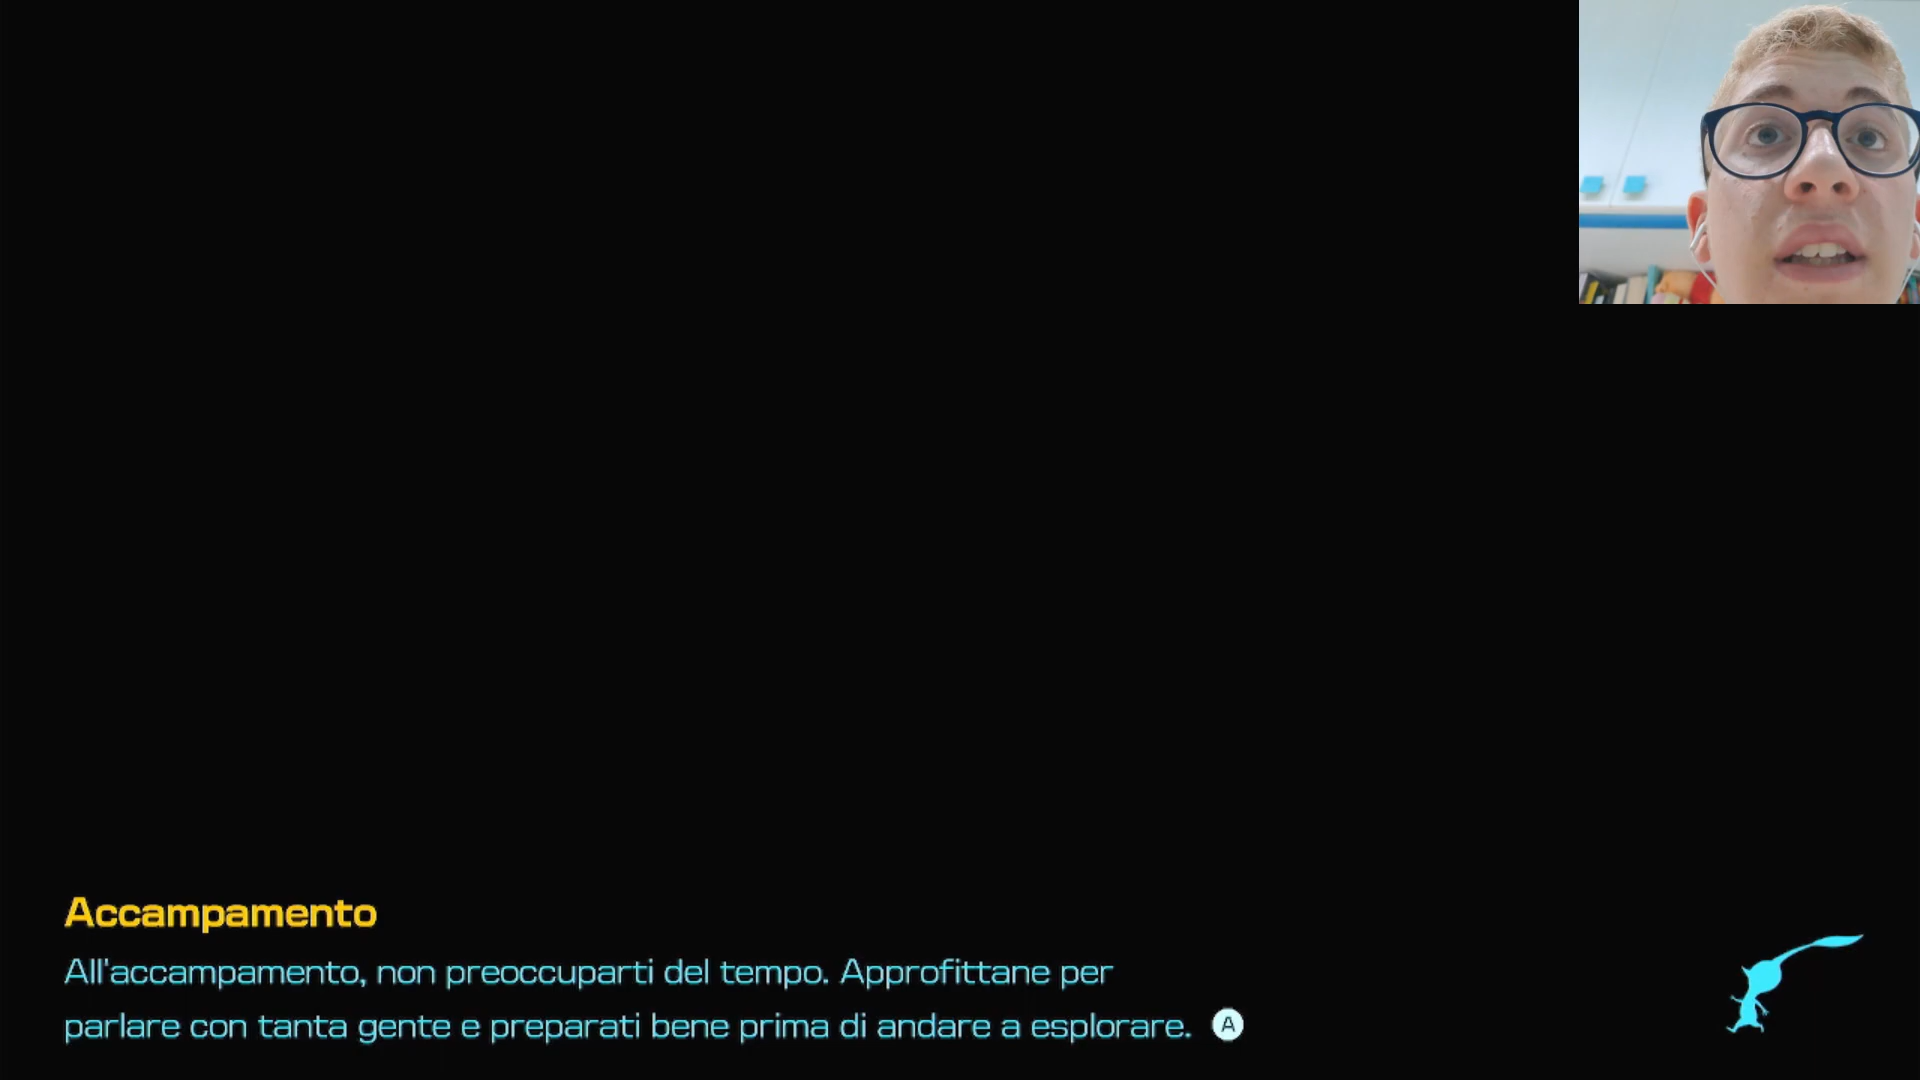 Accampamento
All'accampamento, non preoccuparti del tempo. Approfittane per
parlare con tanta gente e preparati bene prima di andare a esplorare. A